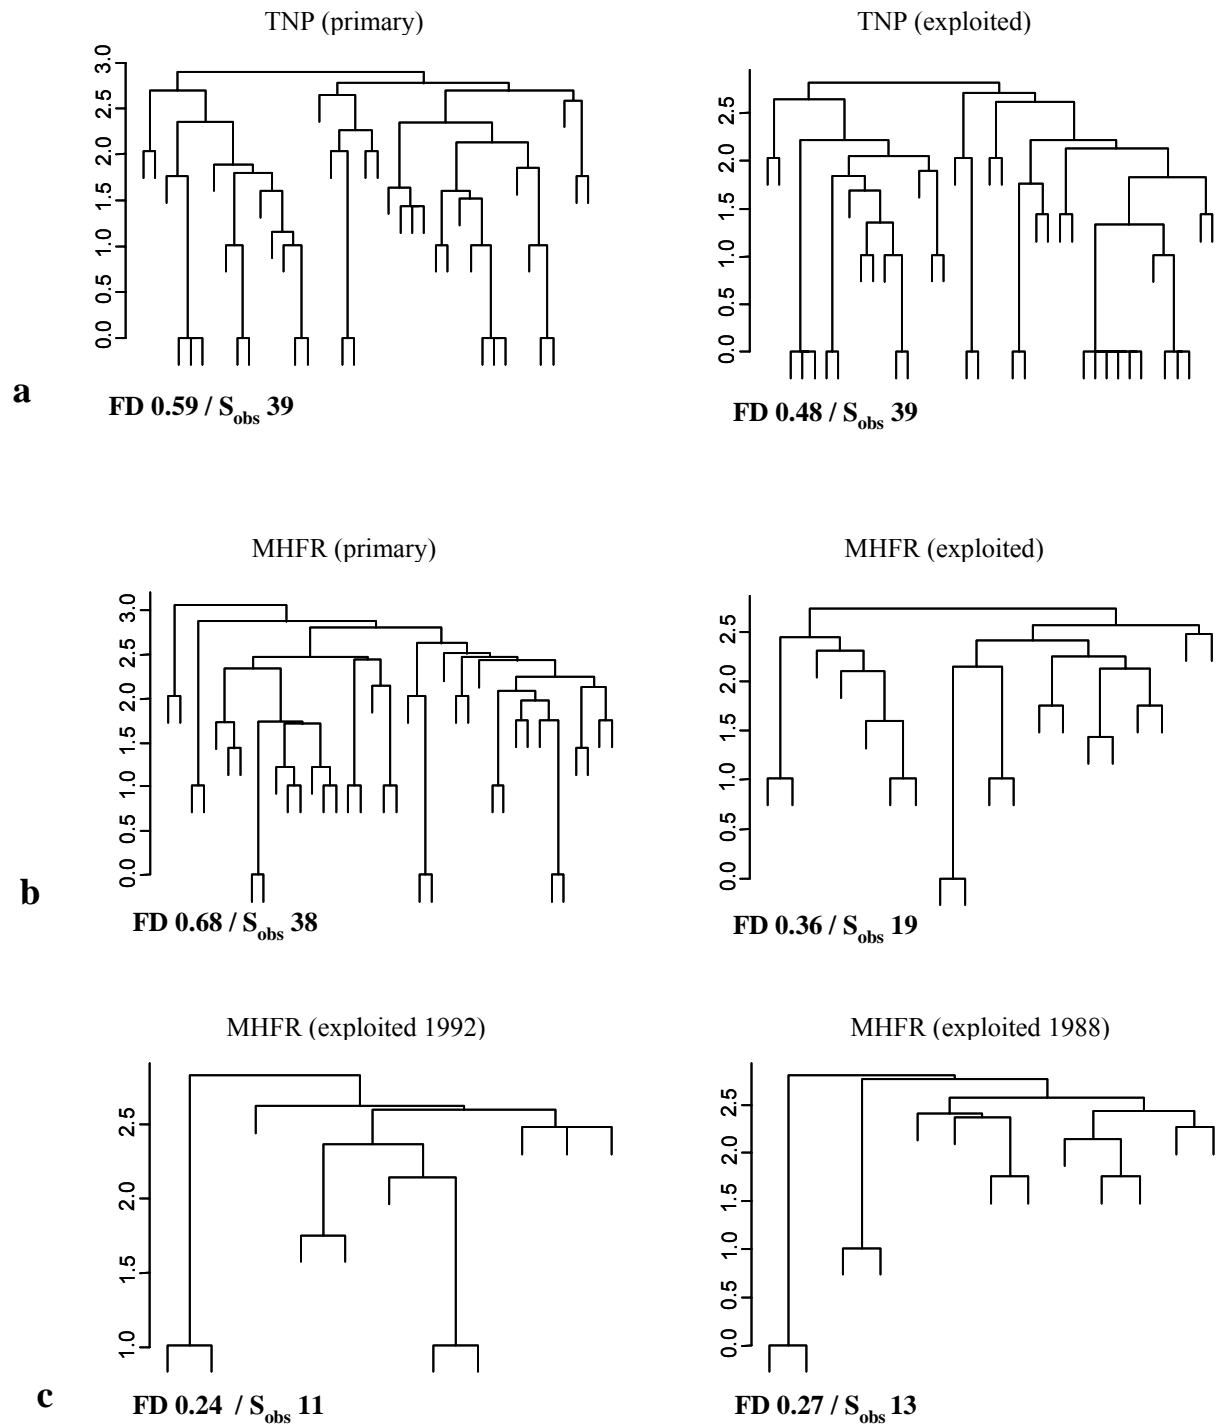 TNP (primary)
TNP (exploited)
3.0
2.5
2.0
1.5
1.0
0.5
0.0
2.5
2.0
1.5
1.0
0.5
0.0
a
FD 0.59 / Sobs 39
FD 0.48 / Sobs 39
MHFR (primary)
MHFR (exploited)
3.0
2.5
2.0
1.5
1.0
0.5
0.0
2.5
2.0
1.5
1.0
0.5
0.0
b
FD 0.68 / Sobs 38
FD 0.36 / Sobs 19
MHFR (exploited 1992)
MHFR (exploited 1988)
2.5
2.0
1.5
1.0
2.5
2.0
1.5
1.0
0.5
0.0
c
FD 0.24 / Sobs 11
FD 0.27 / Sobs 13